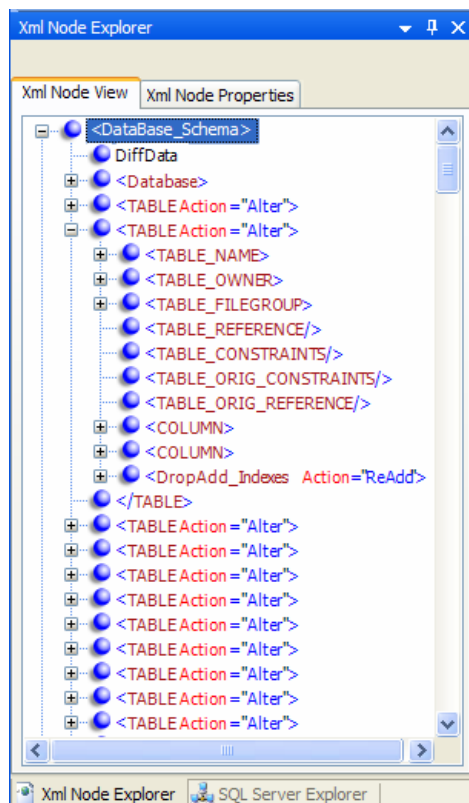 Xml Node Explorer
Xml Node View Xml Node Properties
<DataBase_Schema>
DiffData
<Database>
<TABLE Action ="Alter">
<TABLE Action ="Alter">
<TABLE_NAME>
<TABLE_OWNER>
<TABLE_FILEGROUP>
<TABLE_REFERENCE/>
<TABLE_CONSTRAINTS/>
<TABLE_ORIG_CONSTRAINTS/>
<TABLE_ORIG_REFERENCE/>
<COLUMN>
<COLUMN>
<DropAdd_Indexes Action="ReAdd">
</TABLE>
<TABLE Action ="Alter">
<TABLE Action ="Alter">
<TABLE Action ="Alter">
<TABLE Action ="Alter">
<TABLE Action ="Alter">
<TABLE Action ="Alter">
<TABLE Action ="Alter">
<TABLE Action ="Alter">
<TABLE Action ="Alter">
Xml Node Explorer SQL Server Explorer